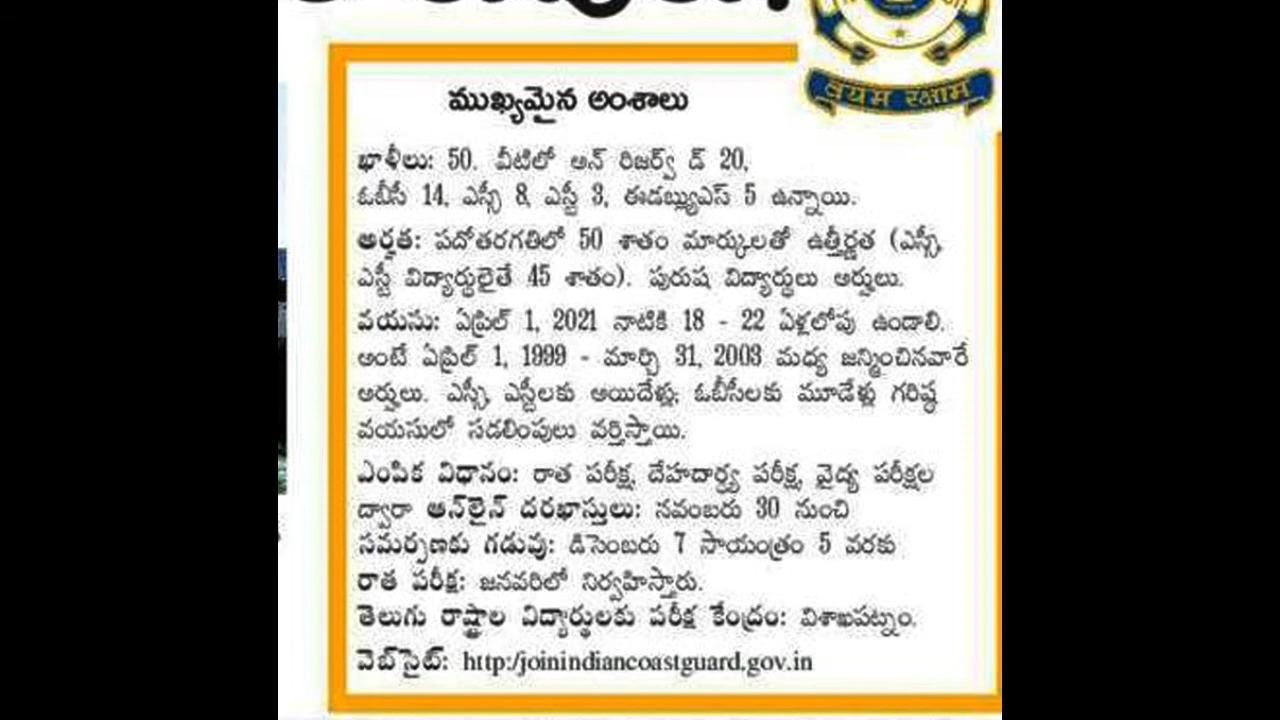 वयम रक्षाम
ముఖ్యమైన అంశాలు
ఖాళీలు: 50. వీటిలో అన్ రిజర్వ్ డ్ 20,
ఓబీసీ 14, ఎస్సీ 8, ఎస్టీ 3, ఈడబ్ల్యుఎస్ 5 ఉన్నాయి.
అర్హత: పదోతరగతిలో 50 శాతం మార్కులతో ఉత్తీర్ణత (ఎస్సీ,
ఎస్టీ విద్యార్థులైతే 45 శాతం). పురుష విద్యార్థులు అర్హులు.
వయసు: ఏప్రిల్ 1, 2021 నాటికి 18 - 22 ఏళ్లలోపు ఉండాలి.
అంటే ఏప్రిల్ 1, 1999 - మార్చి 31, 2003 మధ్య జన్మించినవారే
అర్హులు. ఎస్సీ, ఎస్టీలకు అయిదేళ్లు; ఓబీసీలకు మూడేళ్లు గరిష్ఠ
వయసులో సడలింపులు వర్తిస్తాయి.
ఎంపిక విధానం: రాత పరీక్ష, దేహదార్ఢ్య పరీక్ష, వైద్య పరీక్షల
ద్వారా ఆన్‌లైన్ దరఖాస్తులు: నవంబరు 30 నుంచి
సమర్పణకు గడువు: డిసెంబరు 7 సాయంత్రం 5 వరకు
రాత పరీక్ష: జనవరిలో నిర్వహిస్తారు.
తెలుగు రాష్ట్రాల విద్యార్థులకు పరీక్ష కేంద్రం: విశాఖపట్నం.
వెబ్‌సైట్: http:/joinindiancoastguard.gov.in